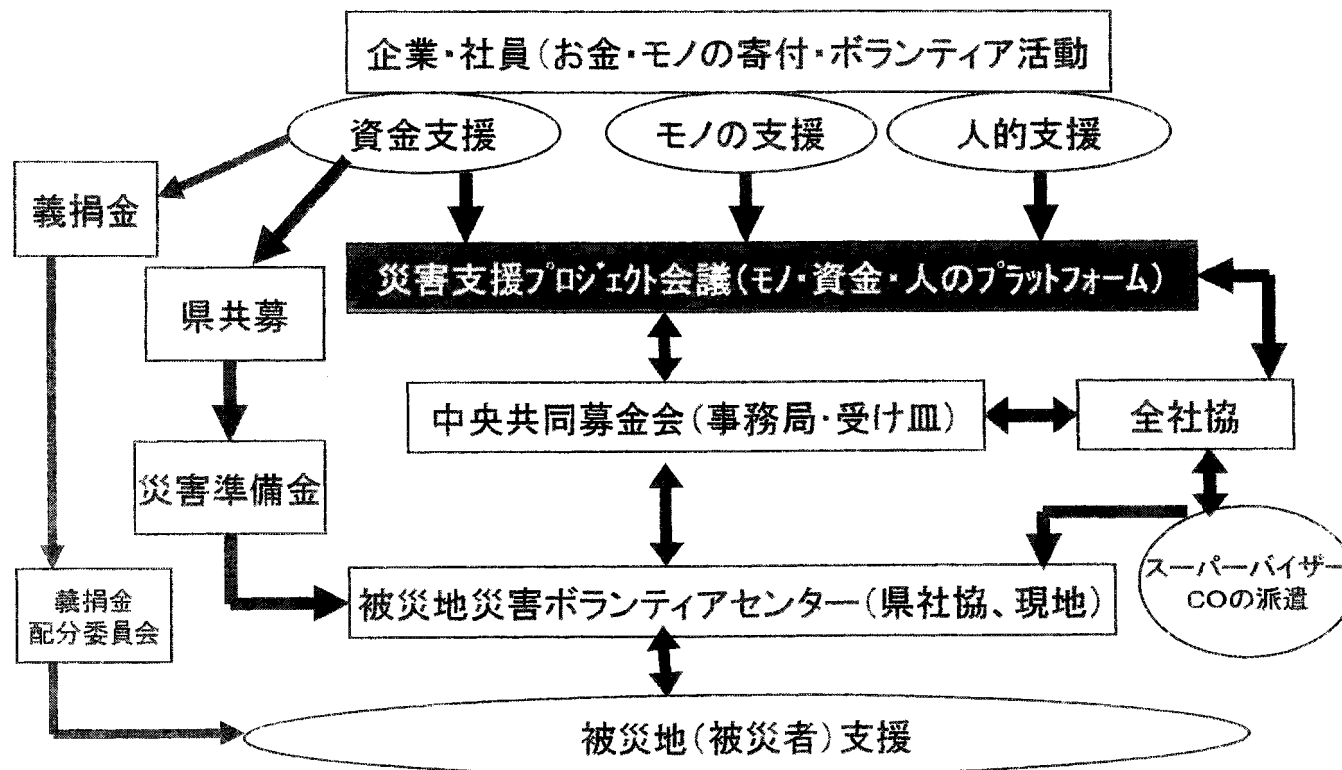 企業・社員(お金・モノの寄付・ボランティア活動
資金支援
モノの支援
人的支援
義捐金
災害支援プロジェクト会議(モノ・資金・人のプラットフォーム)
県共募
中央共同募金会(事務局・受け皿)
全社協
災害準備金
スーパーバイザー
COの派遣
被災地災害ボランティアセンター(県社協、現地)
義捐金
配分委員会
被災地(被災者)支援